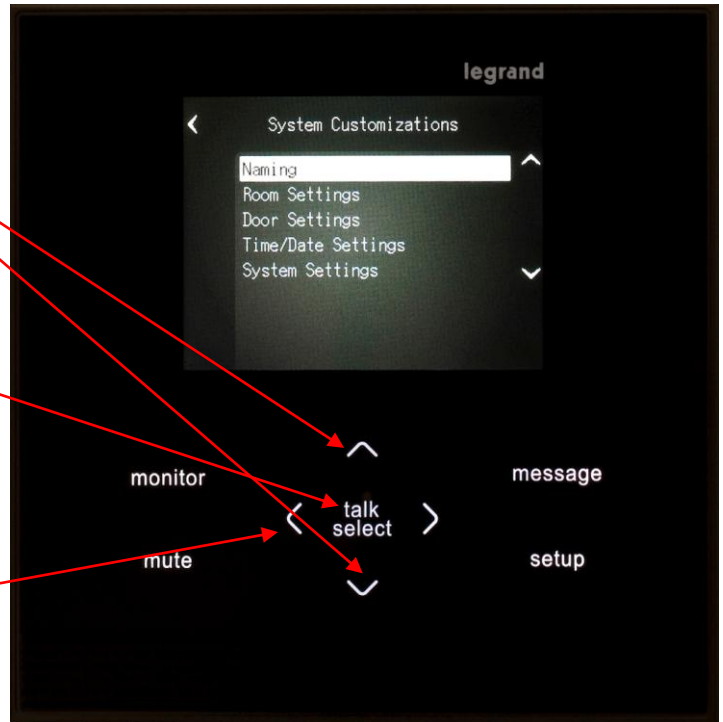 legrand
System Customizations
Naming
Room Settings
Door Settings
Time/Date Settings
System Settings
monitor
message
talk
select
mute
setup